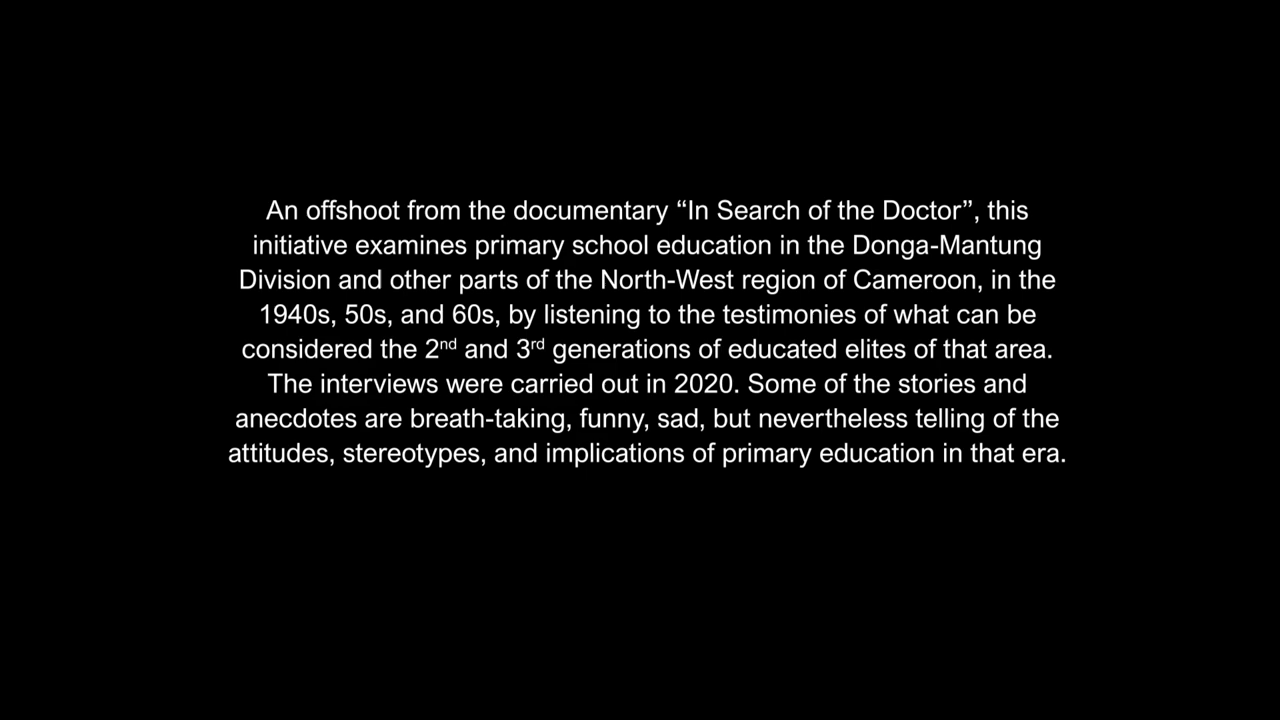 An offshoot from the documentary “In Search of the Doctor”, this
initiative examines primary school education in the Donga-Mantung
Division and other parts of the North-West region of Cameroon, in the
1940s, 50s, and 60s, by listening to the testimonies of what can be
considered the 2nd and 3rd generations of educated elites of that area.
The interviews were carried out in 2020. Some of the stories and
anecdotes are breath-taking, funny, sad, but nevertheless telling of the
attitudes, stereotypes, and implications of primary education in that era.